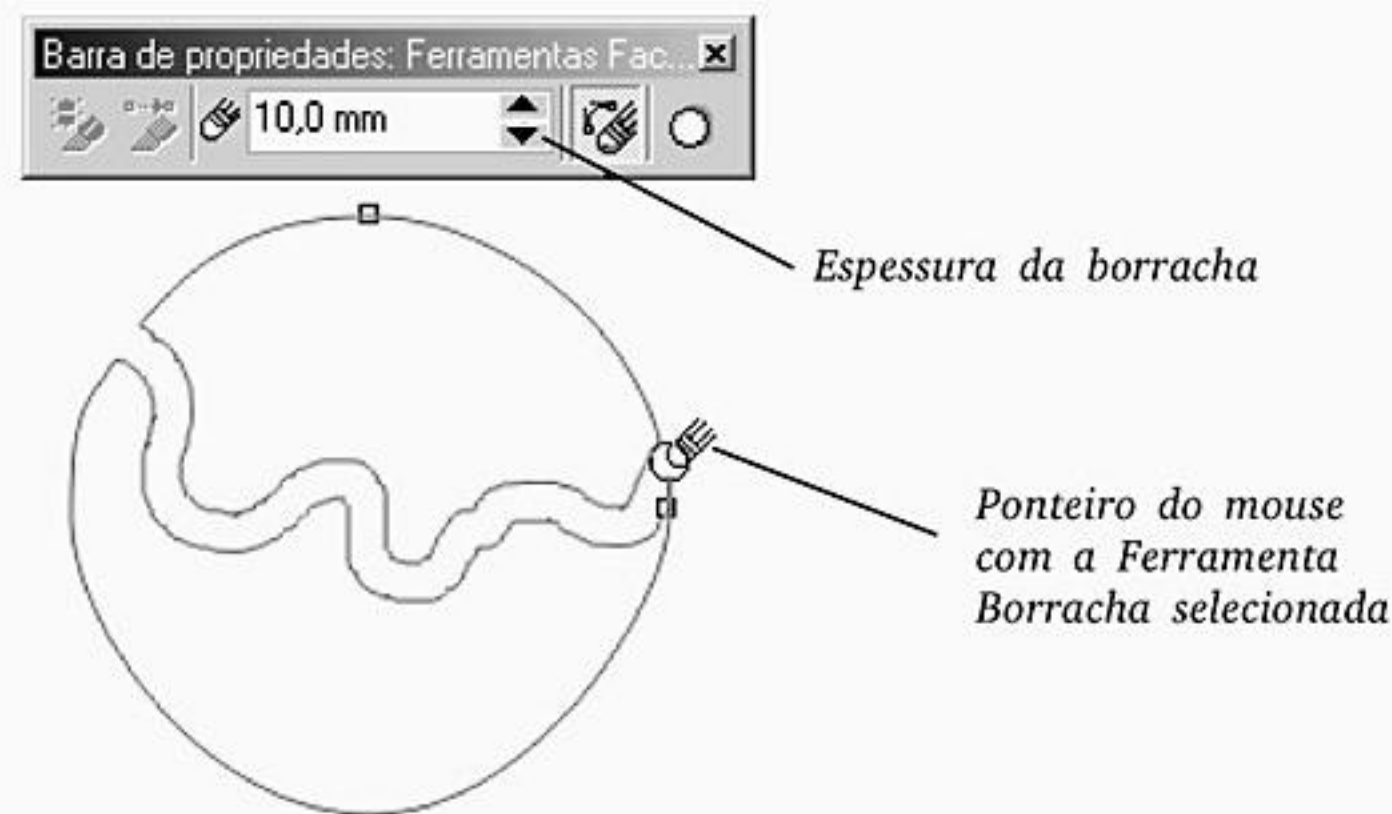 Barra de propriedades: Ferramentas Fac...
10,0 mm
Espessura da borracha
Ponteiro do mouse
com a Ferramenta
Borracha selecionada